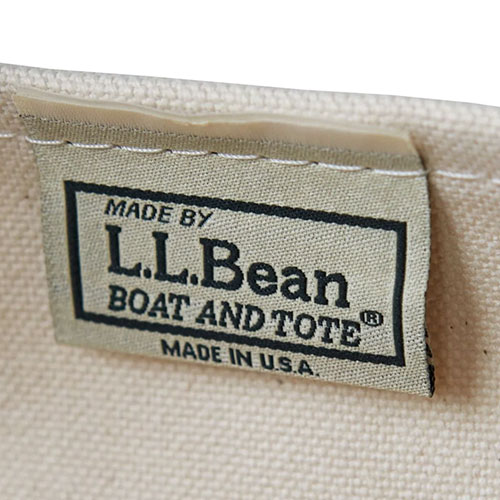 MADE BY
L.L.Bean
BOAT AND TOTE®
MADE IN U.S.A.